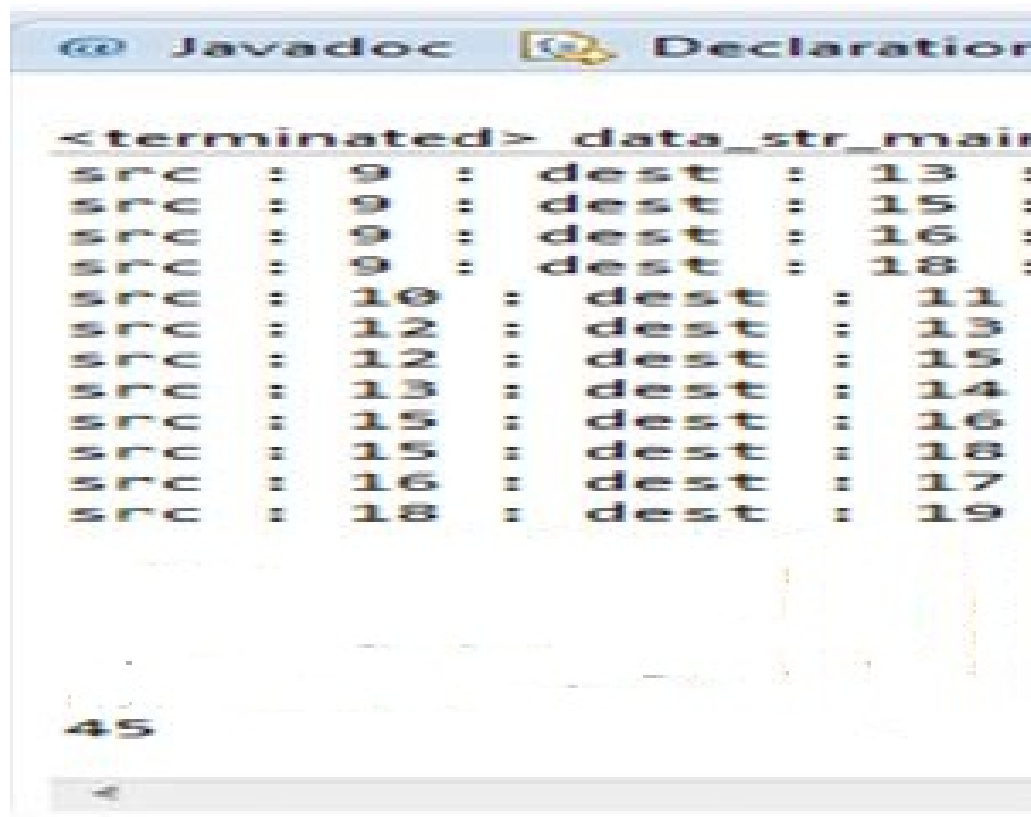 @ Javadoc Declaration
<terminated> data_str_main
src : 9 : dest : 13 :
src : 9 : dest : 15 :
src : 9 : dest : 16 :
src : 9 : dest : 18 :
src : 10 : dest : 11
src : 12 : dest : 13
src : 12 : dest : 15
src : 13 : dest : 14
src : 15 : dest : 16
src : 15 : dest : 18
src : 16 : dest : 17
src : 18 : dest : 19
45
<